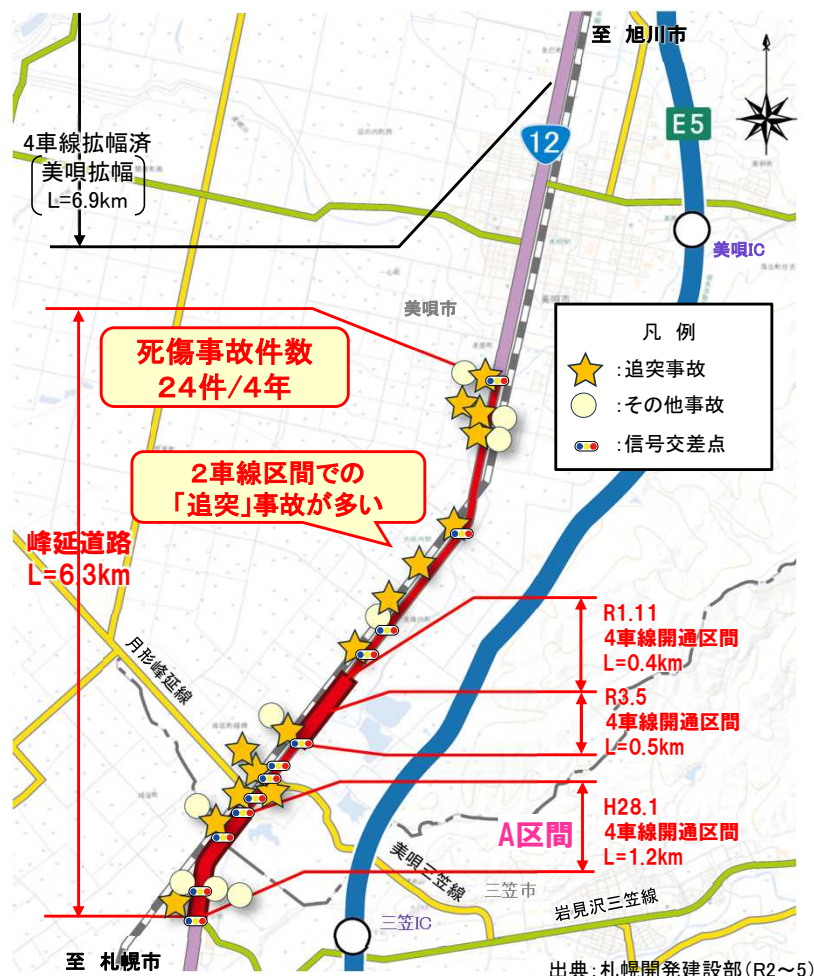 至 旭川市
4車線拡幅済
美唄拡幅
L=6.9km
12
E5
美唄IC
美唄市
美唄市
死傷事故件数
24件/4年
凡 例
:追突事故
:その他事故
:信号交差点
2車線区間での
「追突」事故が多い
峰延道路
L=6.3km
R1.11
4車線開通区間
L=0.4km
月形峰延線
R3.5
4車線開通区間
L=0.5km
H28.1
4車線開通区間
L=1.2km
A区間
美唄三笠線
三笠市
岩見沢三笠線
三笠IC
至 札幌市
出典:札幌開発建設部(R2~5)